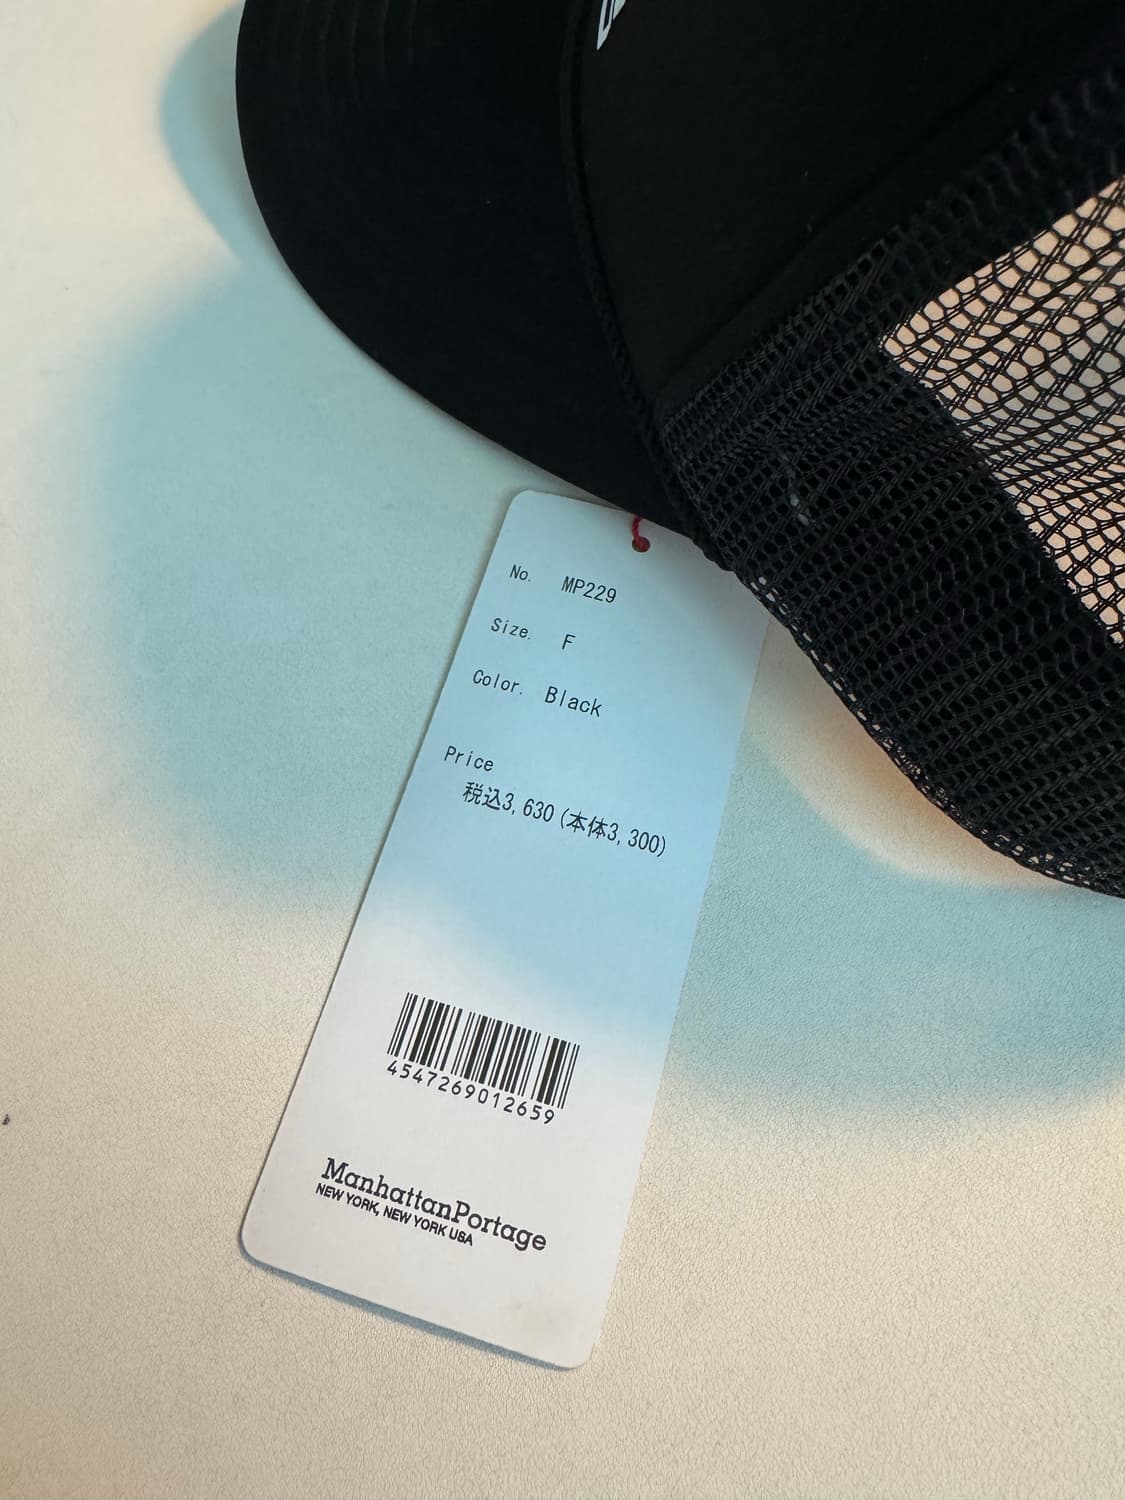 No. MP229
Size. F
Color. Black
Price
税込3,630(本体3,300)
4547269012659
ManhattanPortage
NEW YORK, NEW YORK USA